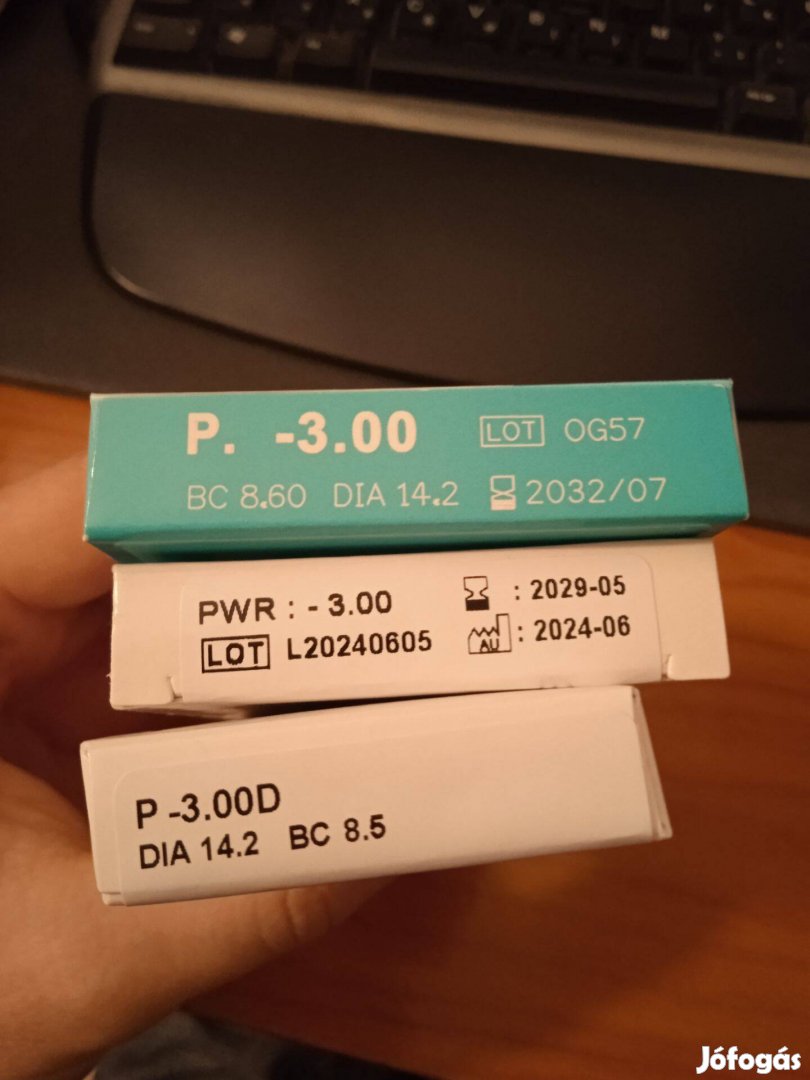 P. -3.00 LOT OG57
BC 8.60 DIA 14.2 2032/07
PWR : - 3.00 : 2029-05
LOT L20240605 AU : 2024-06
P -3.00D
DIA 14.2 BC 8.5
Jófogás